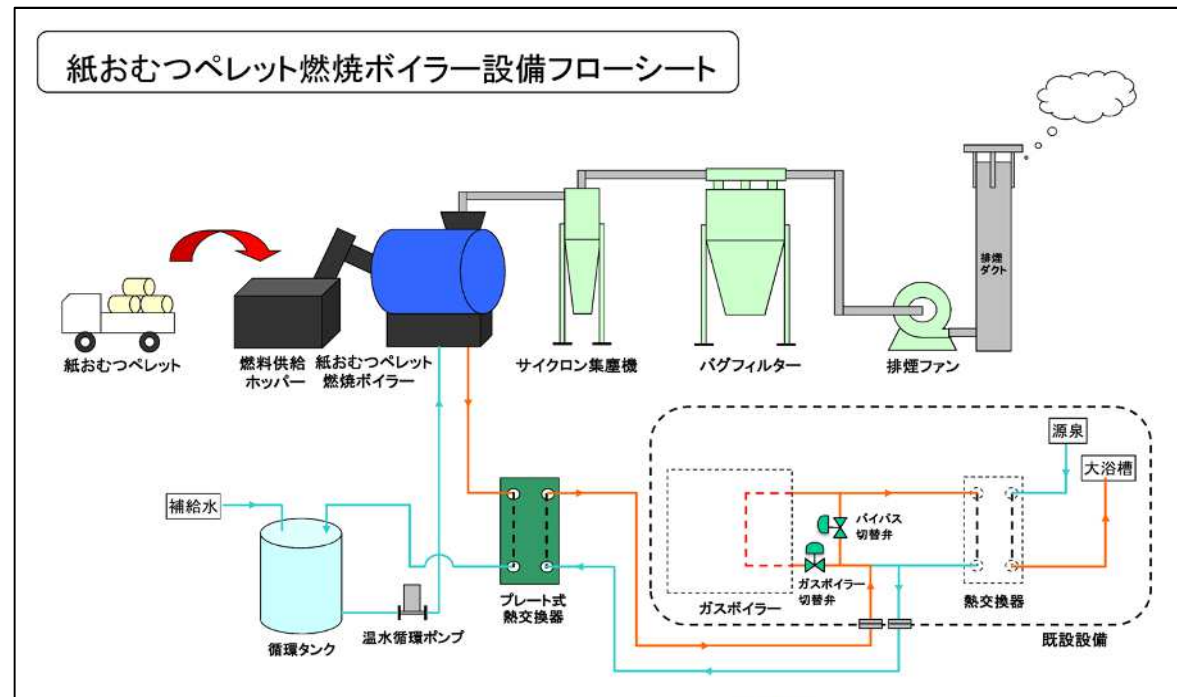 紙おむつペレット燃焼ボイラー設備フローシート
排煙
ダクト
紙おむつペレット
燃料供給
ホッパー
紙おむつペレット
燃焼ボイラー
サイクロン集塵機
バグフィルター
排煙ファン
源泉
大浴槽
補給水
バイパス
切替弁
ガスボイラー
切替弁
ガスボイラー
熱交換器
プレート式
熱交換器
温水循環ポンプ
循環タンク
既設設備